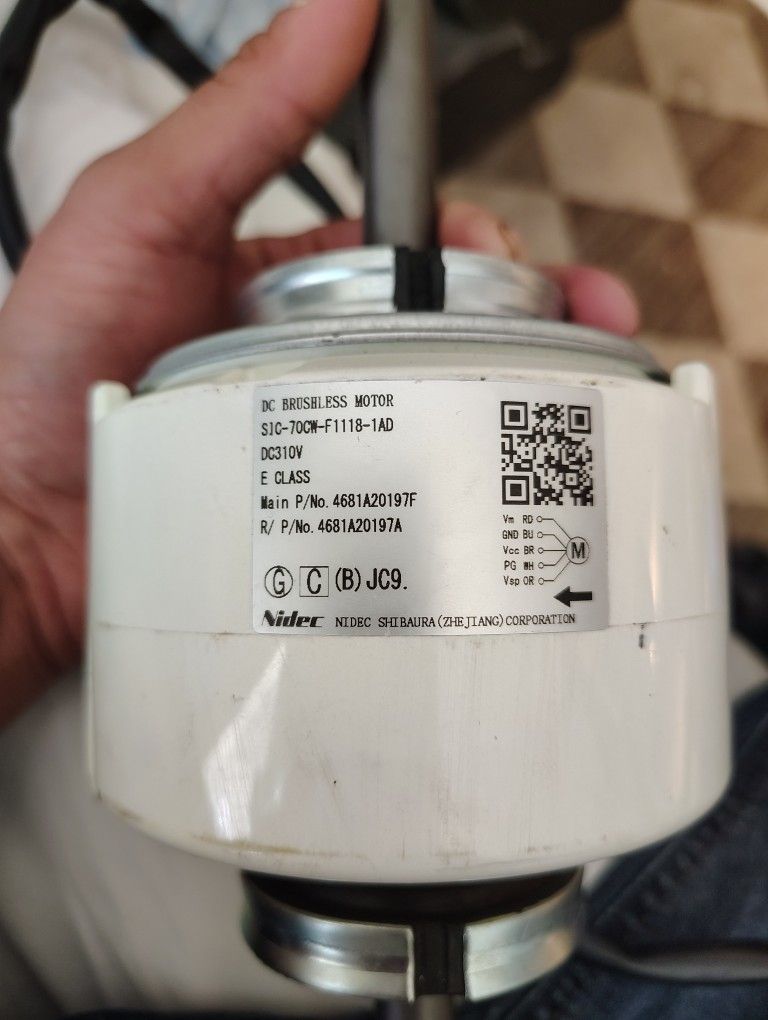 DC BRUSHLESS MOTOR
SIC-70CW-F1118-1AD
DC310V
E CLASS
Main P/No. 4681A20197F
R/ P/No. 4681A20197A
Vm RD
GND BU
Vcc BR
PG WH
Vsp OR
M
G C (B) JC9.
Nidec NIDEC SHIBAURA(ZHEJIANG)CORPORATION